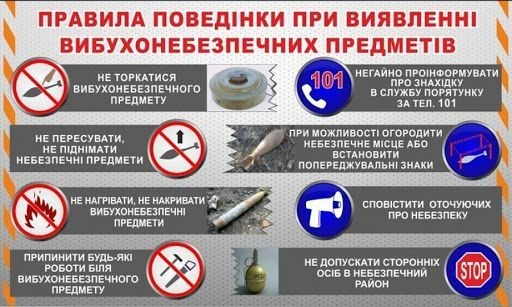 ПРАВИЛА ПОВЕДІНКИ ПРИ ВИЯВЛЕННІ
ВИБУХОНЕБЕЗПЕЧНИХ ПРЕДМЕТІВ
НЕ ТОРКАТИСЯ
ВИБУХОНЕБЕЗПЕЧНОГО
ПРЕДМЕТУ
101
НЕГАЙНО ПРОІНФОРМУВАТИ
ПРО ЗНАХІДКУ
В СЛУЖБУ ПОРЯТУНКУ
ЗА ТЕЛ. 101
НЕ ПЕРЕСУВАТИ,
НЕ ПІДНІМАТИ
НЕБЕЗПЕЧНІ ПРЕДМЕТИ
ПРИ МОЖЛИВОСТІ ОГОРОДИТИ
НЕБЕЗПЕЧНЕ МІСЦЕ АБО
ВСТАНОВИТИ
ПОПЕРЕДЖУВАЛЬНІ ЗНАКИ
НЕ НАГРІВАТИ, НЕ НАКРИВАТИ
ВИБУХОНЕБЕЗПЕЧНІ
ПРЕДМЕТИ
СПОВІСТИТИ ОТОЧУЮЧИХ
ПРО НЕБЕЗПЕКУ
ПРИПИНИТИ БУДЬ-ЯКІ
РОБОТИ БІЛЯ
ВИБУХОНЕБЕЗПЕЧНОГО
ПРЕДМЕТУ
НЕ ДОПУСКАТИ СТОРОННІХ
ОСІБ В НЕБЕЗПЕЧНИЙ
РАЙОН
STOP